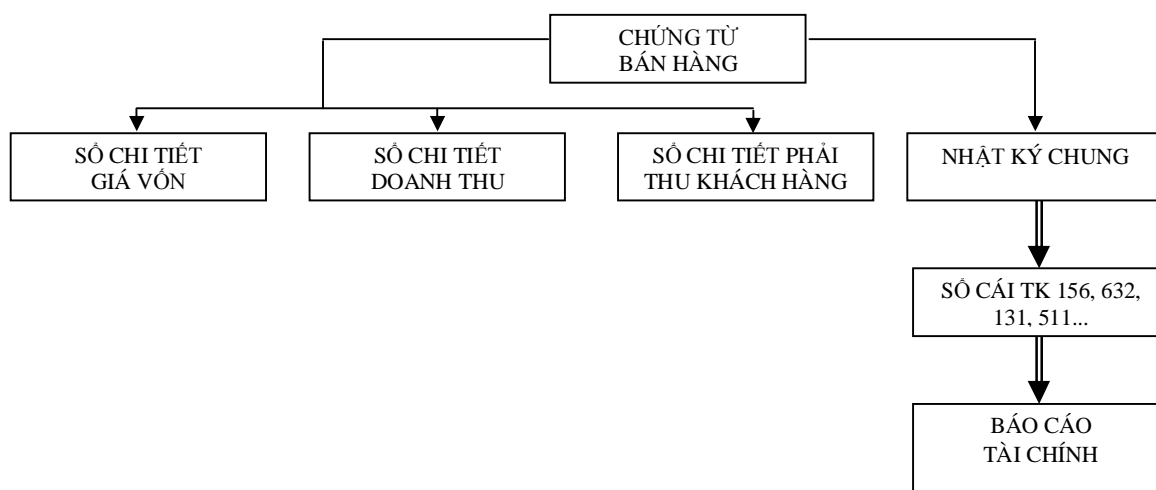 CHỨNG TỪ
BÁN HÀNG
SỔ CHI TIẾT
GIÁ VỐN
SỔ CHI TIẾT
DOANH THU
SỔ CHI TIẾT PHẢI
THU KHÁCH HÀNG
NHẬT KÝ CHUNG
SỔ CÁI TK 156, 632,
131, 511...
BÁO CÁO
TÀI CHÍNH